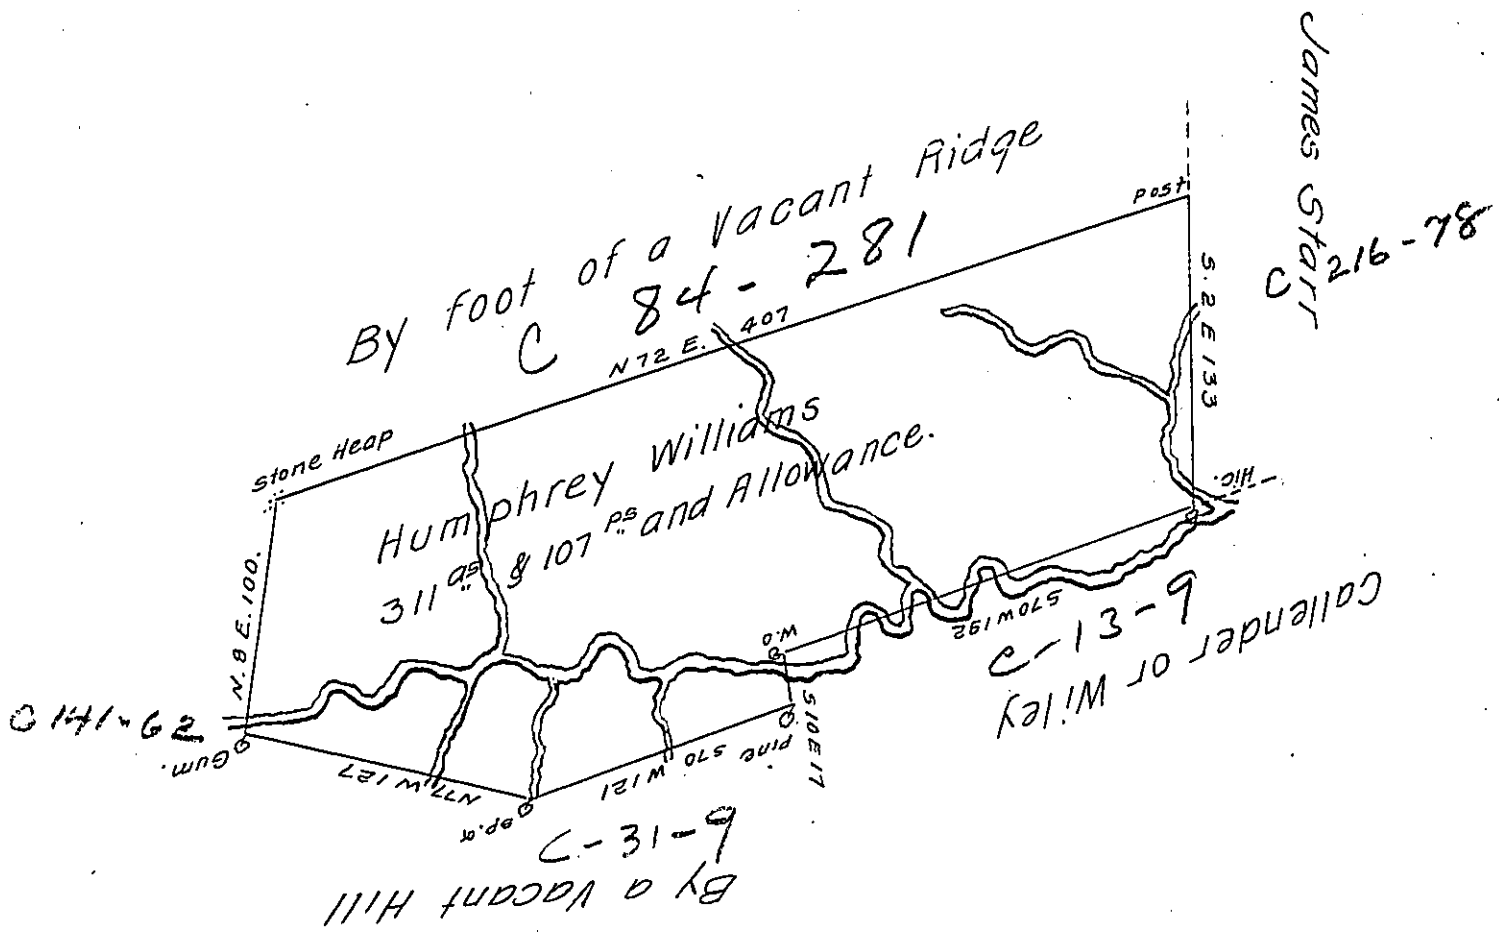 James Starr
C 216-78
By foot of a Vacant Ridge
C 84-281
Post
N 72 E. 407
S. 2 E 133
Stone Heap
Humphrey Williams
311 as & 107 ps and Allowance.
Hic.
N. 8 E. 100.
W.O
S70W192
C-13-9
Callender or Wiley
C 141-62
Gum.
N77W127
Sp. o
S70 W121
Pine
S10E17
C-31-9
By a Vacant Hill